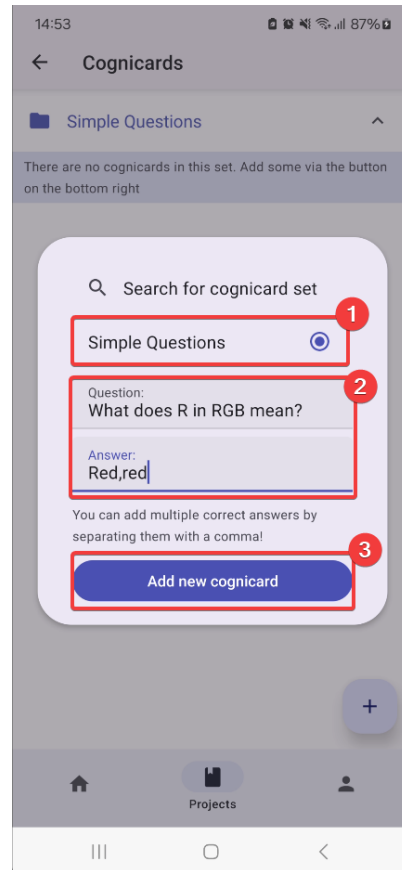 14:53
87%
Cognicards
Simple Questions
There are no cognicards in this set. Add some via the button
on the bottom right
Search for cognicard set
1
Simple Questions
2
Question:
What does R in RGB mean?
Answer:
Red,red
You can add multiple correct answers by
separating them with a comma!
3
Add new cognicard
+
Projects